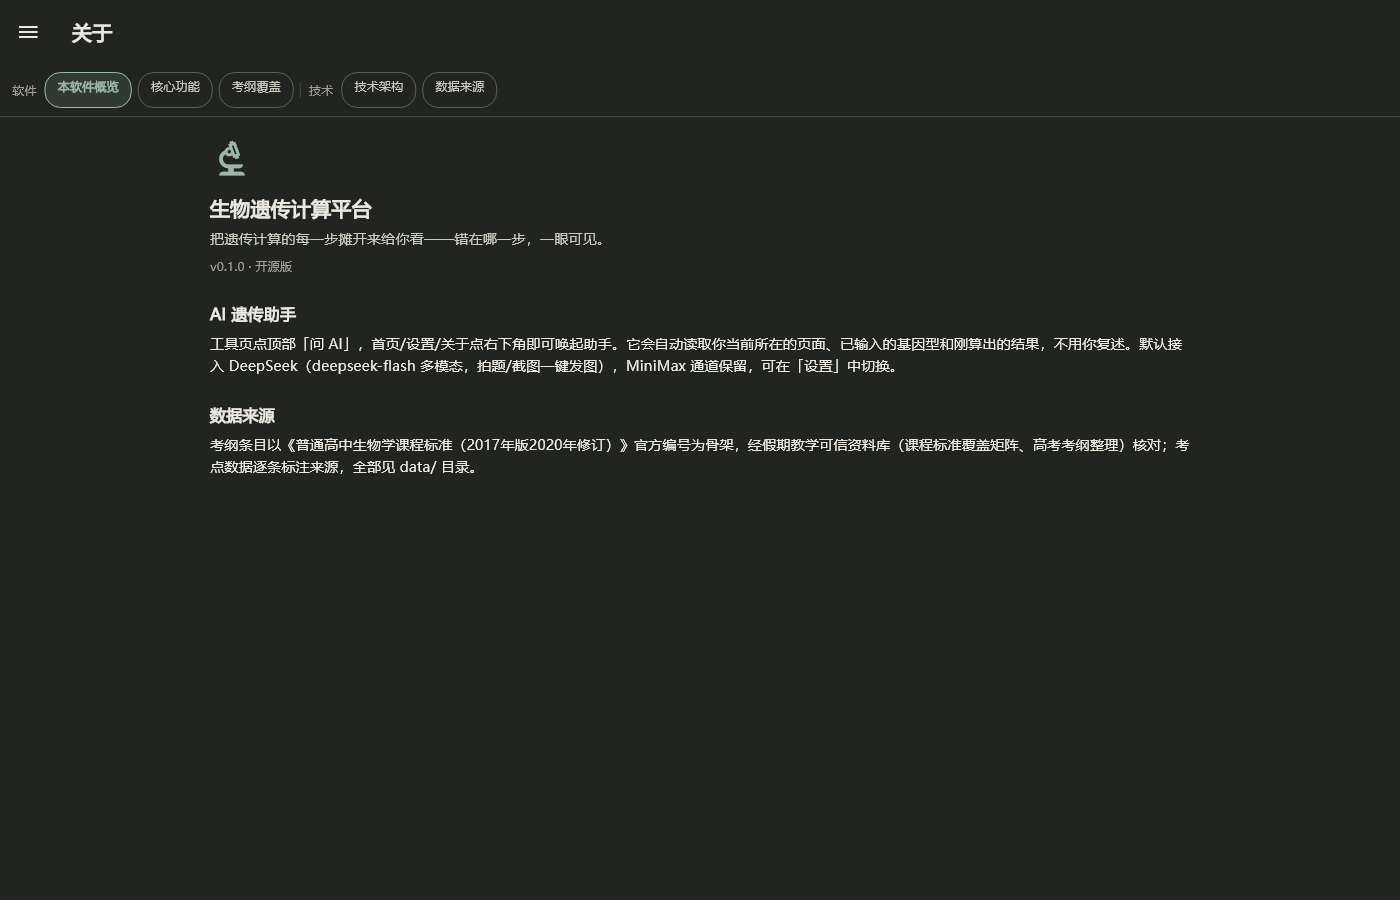 关于
软件 本软件概览 核心功能 考纲覆盖 技术 技术架构 数据来源
生物遗传计算平台
把遗传计算的每一步摊开来给你看——错在哪一步，一眼可见。
v0.1.0 · 开源版
AI 遗传助手
工具页点顶部「问 AI」，首页/设置/关于点右下角即可唤起助手。它会自动读取你当前所在的页面、已输入的基因型和刚算出的结果，不用你复述。默认接
入 DeepSeek（deepseek-flash 多模态，拍题/截图一键发图），MiniMax 通道保留，可在「设置」中切换。
数据来源
考纲条目以《普通高中生物学课程标准（2017年版2020年修订）》官方编号为骨架，经假期教学可信资料库（课程标准覆盖矩阵、高考考纲整理）核对；考
点数据逐条标注来源，全部见 data/ 目录。